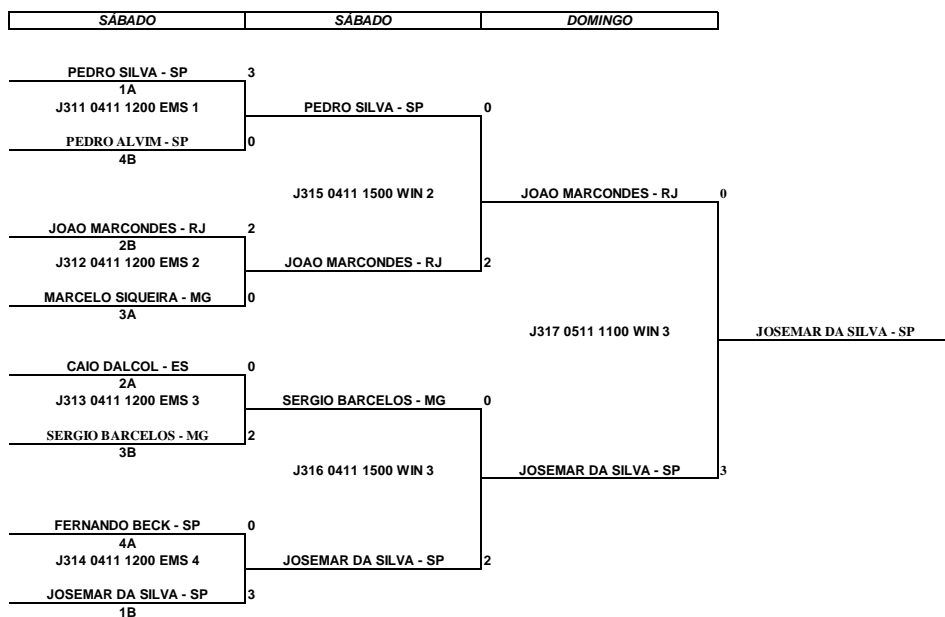 SÁBADO SÁBADO DOMINGO
PEDRO SILVA - SP 3
1A
J311 0411 1200 EMS 1 PEDRO SILVA - SP 0
PEDRO ALVIM - SP 0
4B
J315 0411 1500 WIN 2 JOAO MARCONDES - RJ 0
JOAO MARCONDES - RJ 2
2B
J312 0411 1200 EMS 2 JOAO MARCONDES - RJ 2
MARCELO SIQUEIRA - MG 0
3A
J317 0511 1100 WIN 3 JOSEMAR DA SILVA - SP
CAIO DALCOL - ES 0
2A
J313 0411 1200 EMS 3 SERGIO BARCELOS - MG 0
SERGIO BARCELOS - MG 2
3B
J316 0411 1500 WIN 3 JOSEMAR DA SILVA - SP 3
FERNANDO BECK - SP 0
4A
J314 0411 1200 EMS 4 JOSEMAR DA SILVA - SP 2
JOSEMAR DA SILVA - SP 3
1B